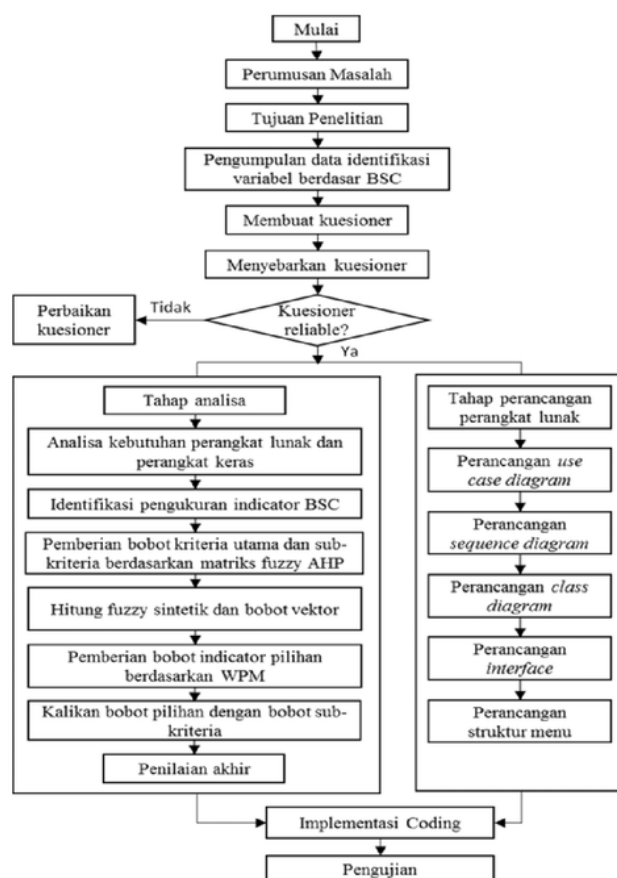 Mulai
Perumusan Masalah
Tujuan Penelitian
Pengumpulan data identifikasi
variabel berdasar BSC
Membuat kuesioner
Menyebarkan kuesioner
Kuesioner
reliable?
Tidak
Perbaikan
kuesioner
Ya
Tahap analisa
Analisa kebutuhan perangkat lunak dan
perangkat keras
Identifikasi pengukuran indicator BSC
Pemberian bobot kriteria utama dan sub-
kriteria berdasarkan matriks fuzzy AHP
Hitung fuzzy sintetik dan bobot vektor
Pemberian bobot indicator pilihan
berdasarkan WPM
Kalikan bobot pilihan dengan bobot sub-
kriteria
Penilaian akhir
Tahap perancangan
perangkat lunak
Perancangan use
case diagram
Perancangan
sequence diagram
Perancangan class
diagram
Perancangan
interface
Perancangan
struktur menu
Implementasi Coding
Pengujian